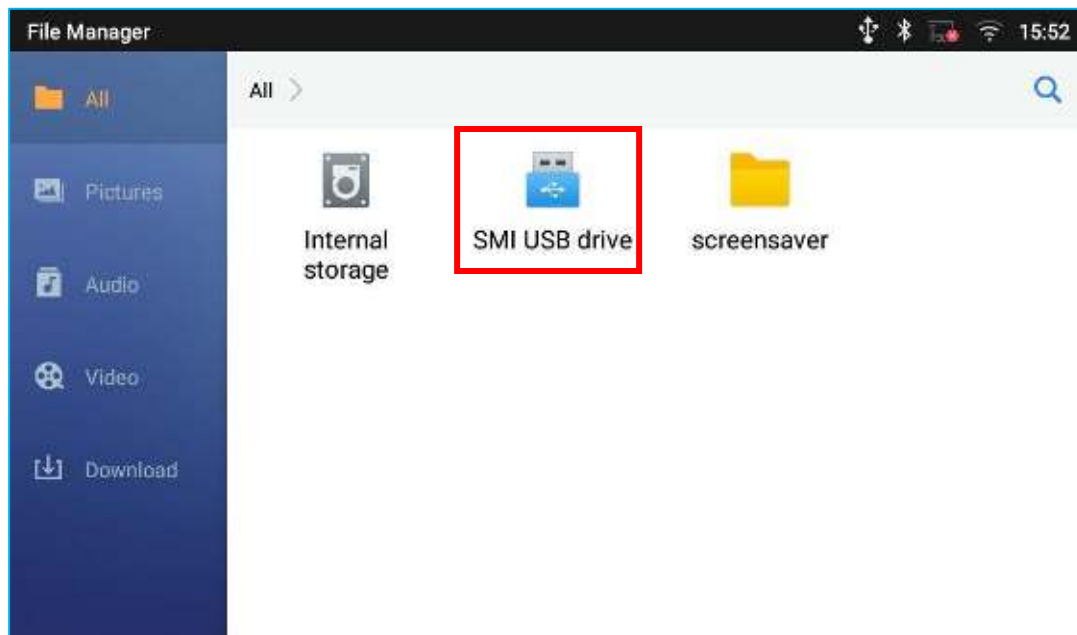 File Manager
15:52
All
All
Pictures
Audio
Video
Download
Internal
storage
SMI USB drive
screensaver